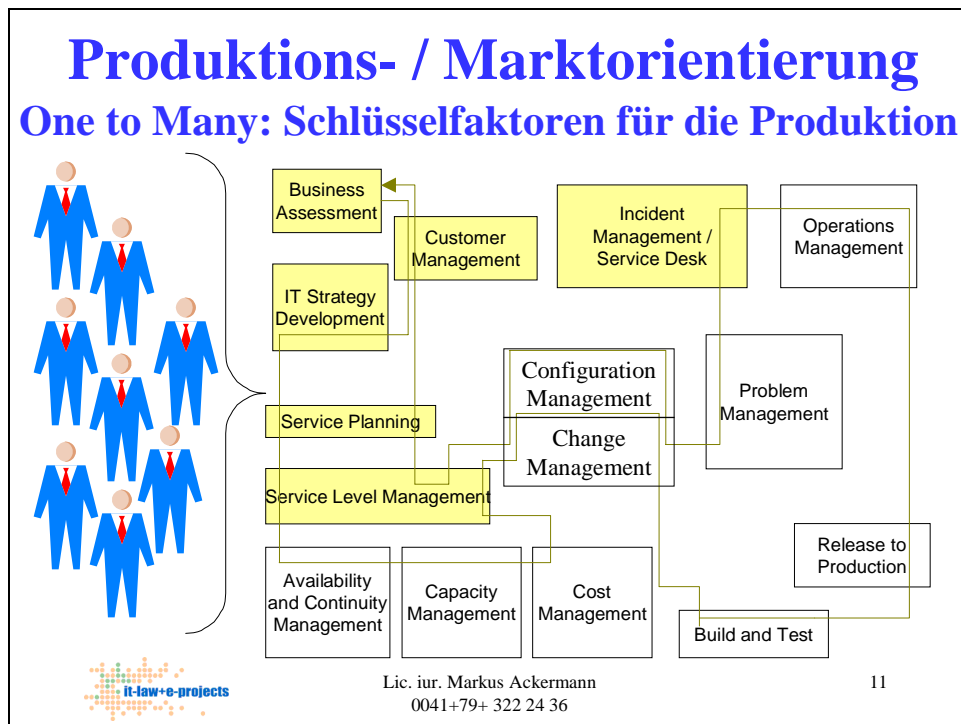 Produktions- / Marktorientierung
One to Many: Schlüsselfaktoren für die Produktion
Business
Assessment
Customer
Management
Incident
Management /
Service Desk
Operations
Management
IT Strategy
Development
Configuration
Management
Problem
Management
Service Planning
Change
Management
Service Level Management
Release to
Production
Availability
and Continuity
Management
Capacity
Management
Cost
Management
Build and Test
it-law+e-projects
Lic. iur. Markus Ackermann
0041+79+ 322 24 36
11